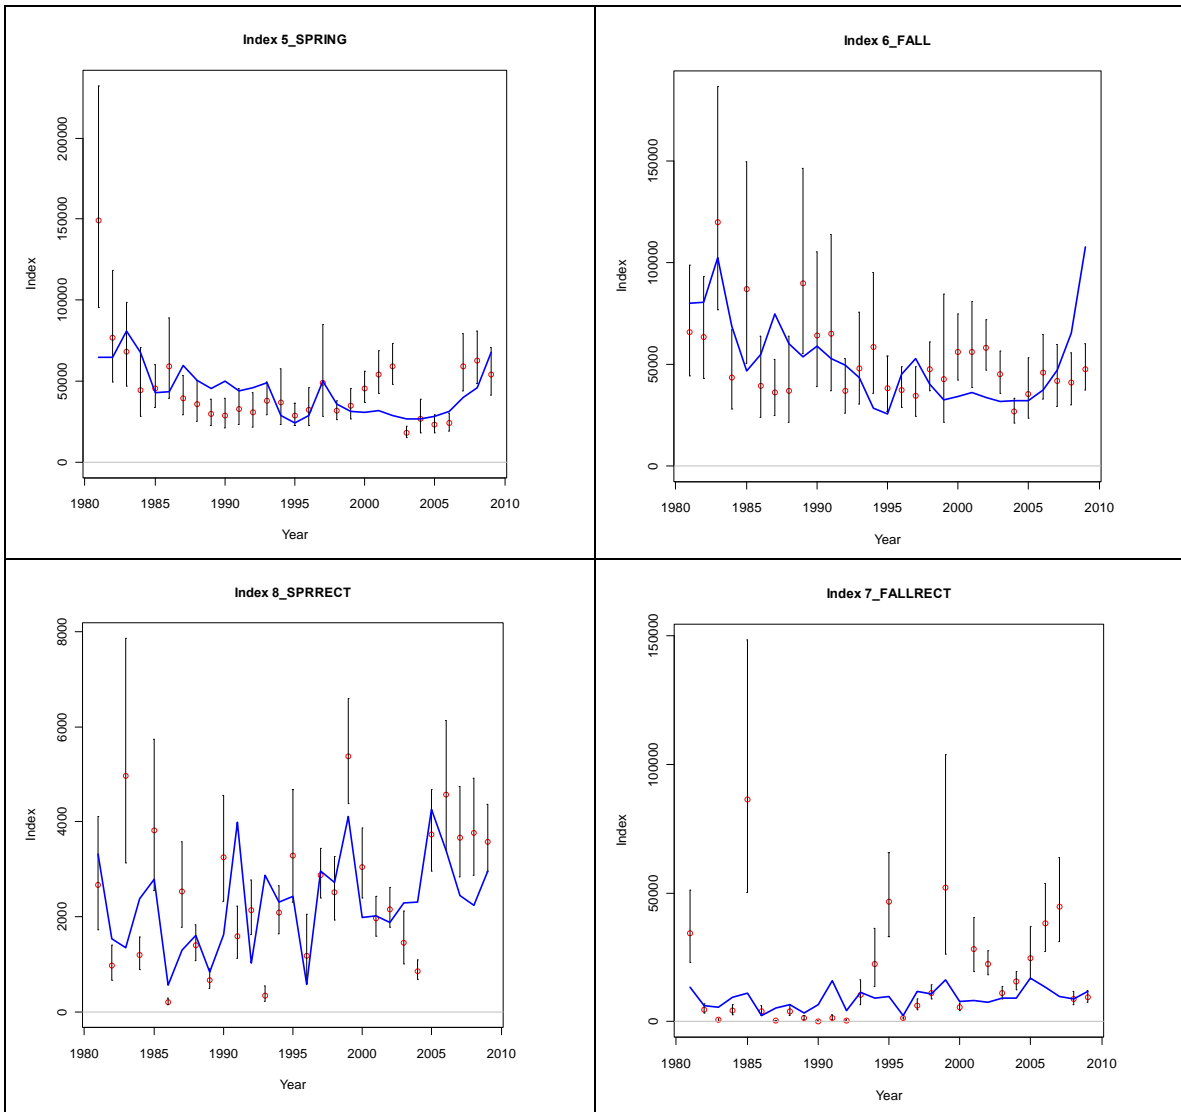 Index 5_SPRING
Index
200000
150000
100000
50000
0
1980 1985 1990 1995 2000 2005 2010
Year
Index 6_FALL
Index
150000
100000
50000
0
1980 1985 1990 1995 2000 2005 2010
Year
Index 8_SPRRECT
Index
8000
6000
4000
2000
0
1980 1985 1990 1995 2000 2005 2010
Year
Index 7_FALLRECT
Index
150000
100000
50000
0
1980 1985 1990 1995 2000 2005 2010
Year